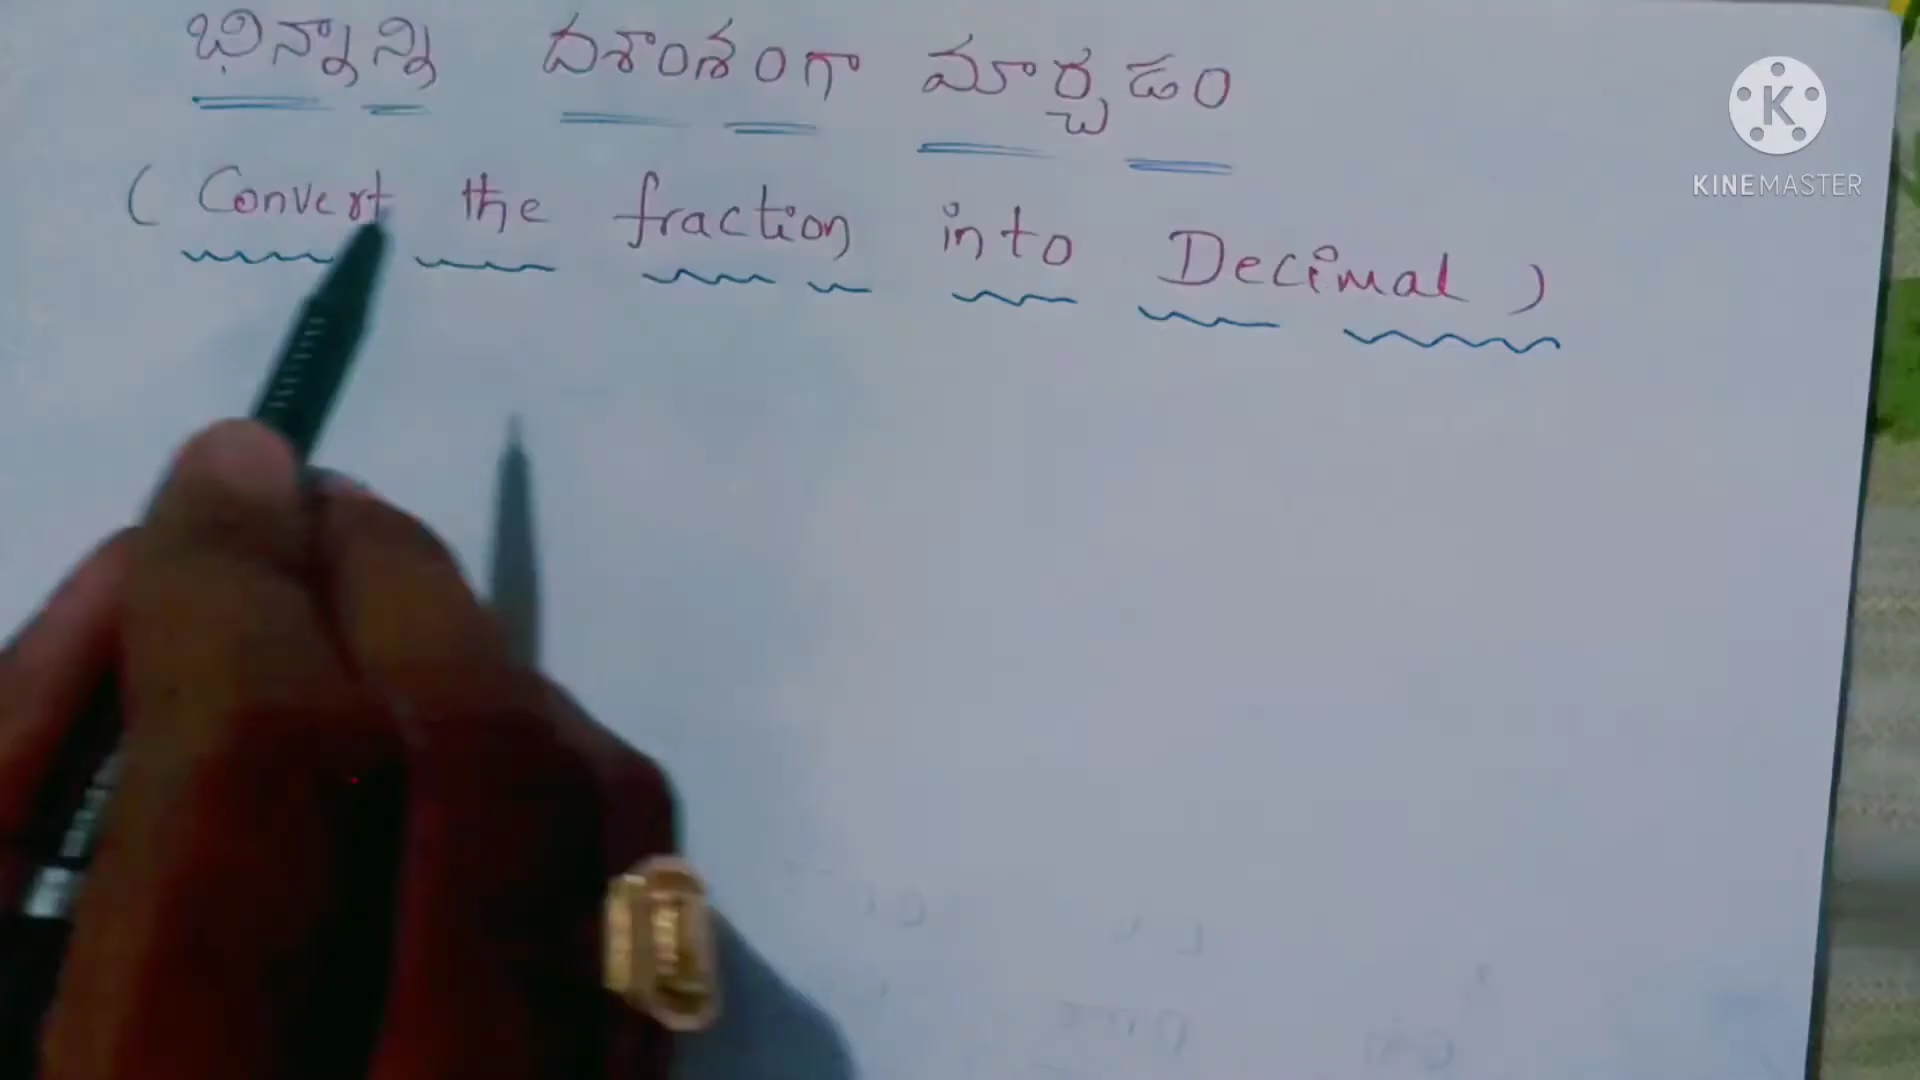 భిన్నాన్ని దశాంశంగా మార్చడం
(Convert the fraction into Decimal)
K
KINEMASTER